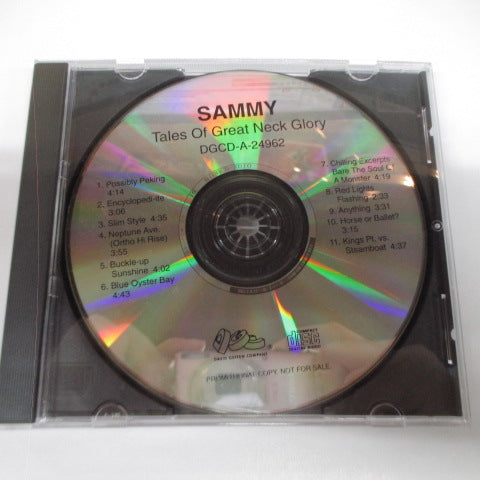 SAMMY
Tales Of Great Neck Glory
DGCD-A-24962
1. Possibly Peking
4:14
2. Encyclopedi-ite
3:06
3. Slim Style 4:35
4. Neptune Ave.
(Ortho Hi Rise)
3:55
5. Buckle-up
Sunshine 4:02
6. Blue Oyster Bay
4:43
7. Chilling Excerpts
Bare The Soul Of
A Monster 4:19
8. Red Lights
Flashing 2:33
9. Anything 3:31
10. Horse or Ballet?
3:15
11. Kings Pt. vs.
Steamboat 4:37
DAVID GEFFEN COMPANY
COMPACT
disc
DIGITAL AUDIO
PROMOTIONAL COPY, NOT FOR SALE